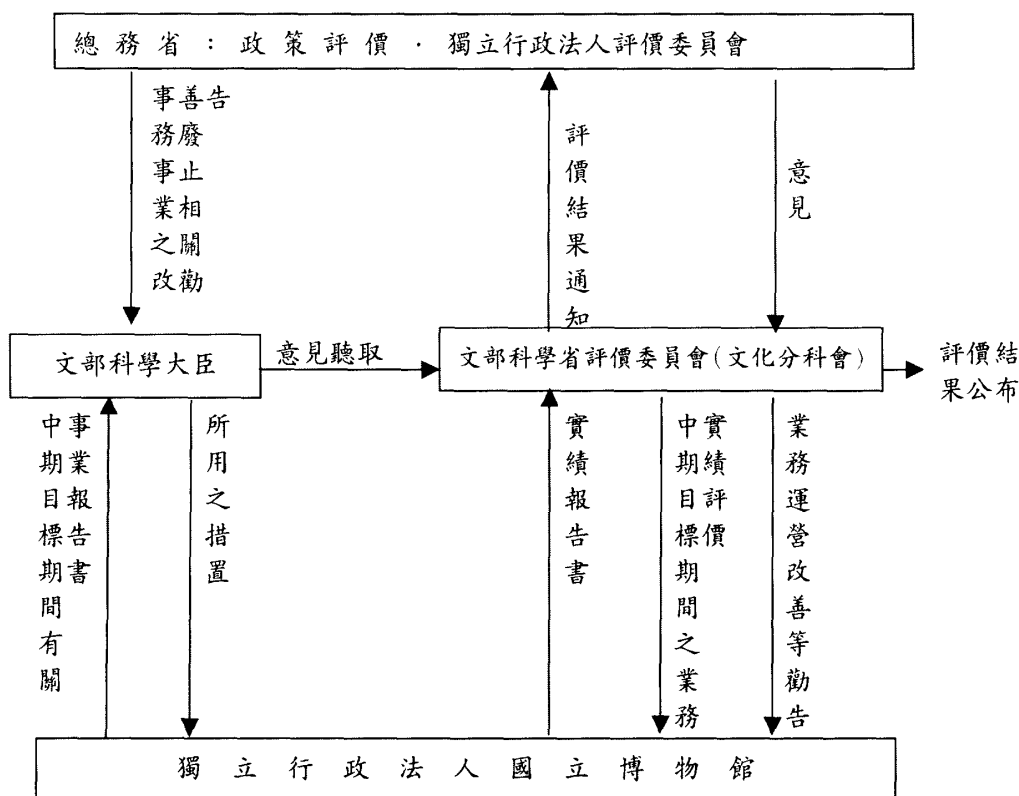 總務省：政策評價．獨立行政法人評價委員會
事務事業之改
善廢止相關勸
告
評價結果通知
意見
文部科學大臣
意見聽取
文部科學省評價委員會(文化分科會)
評價結
果公布
中期目標期間有關
事業報告書
所用之措置
實績報告書
中期目標期間之業務
實績評價
業務運營改善等勸告
獨立行政法人國立博物館